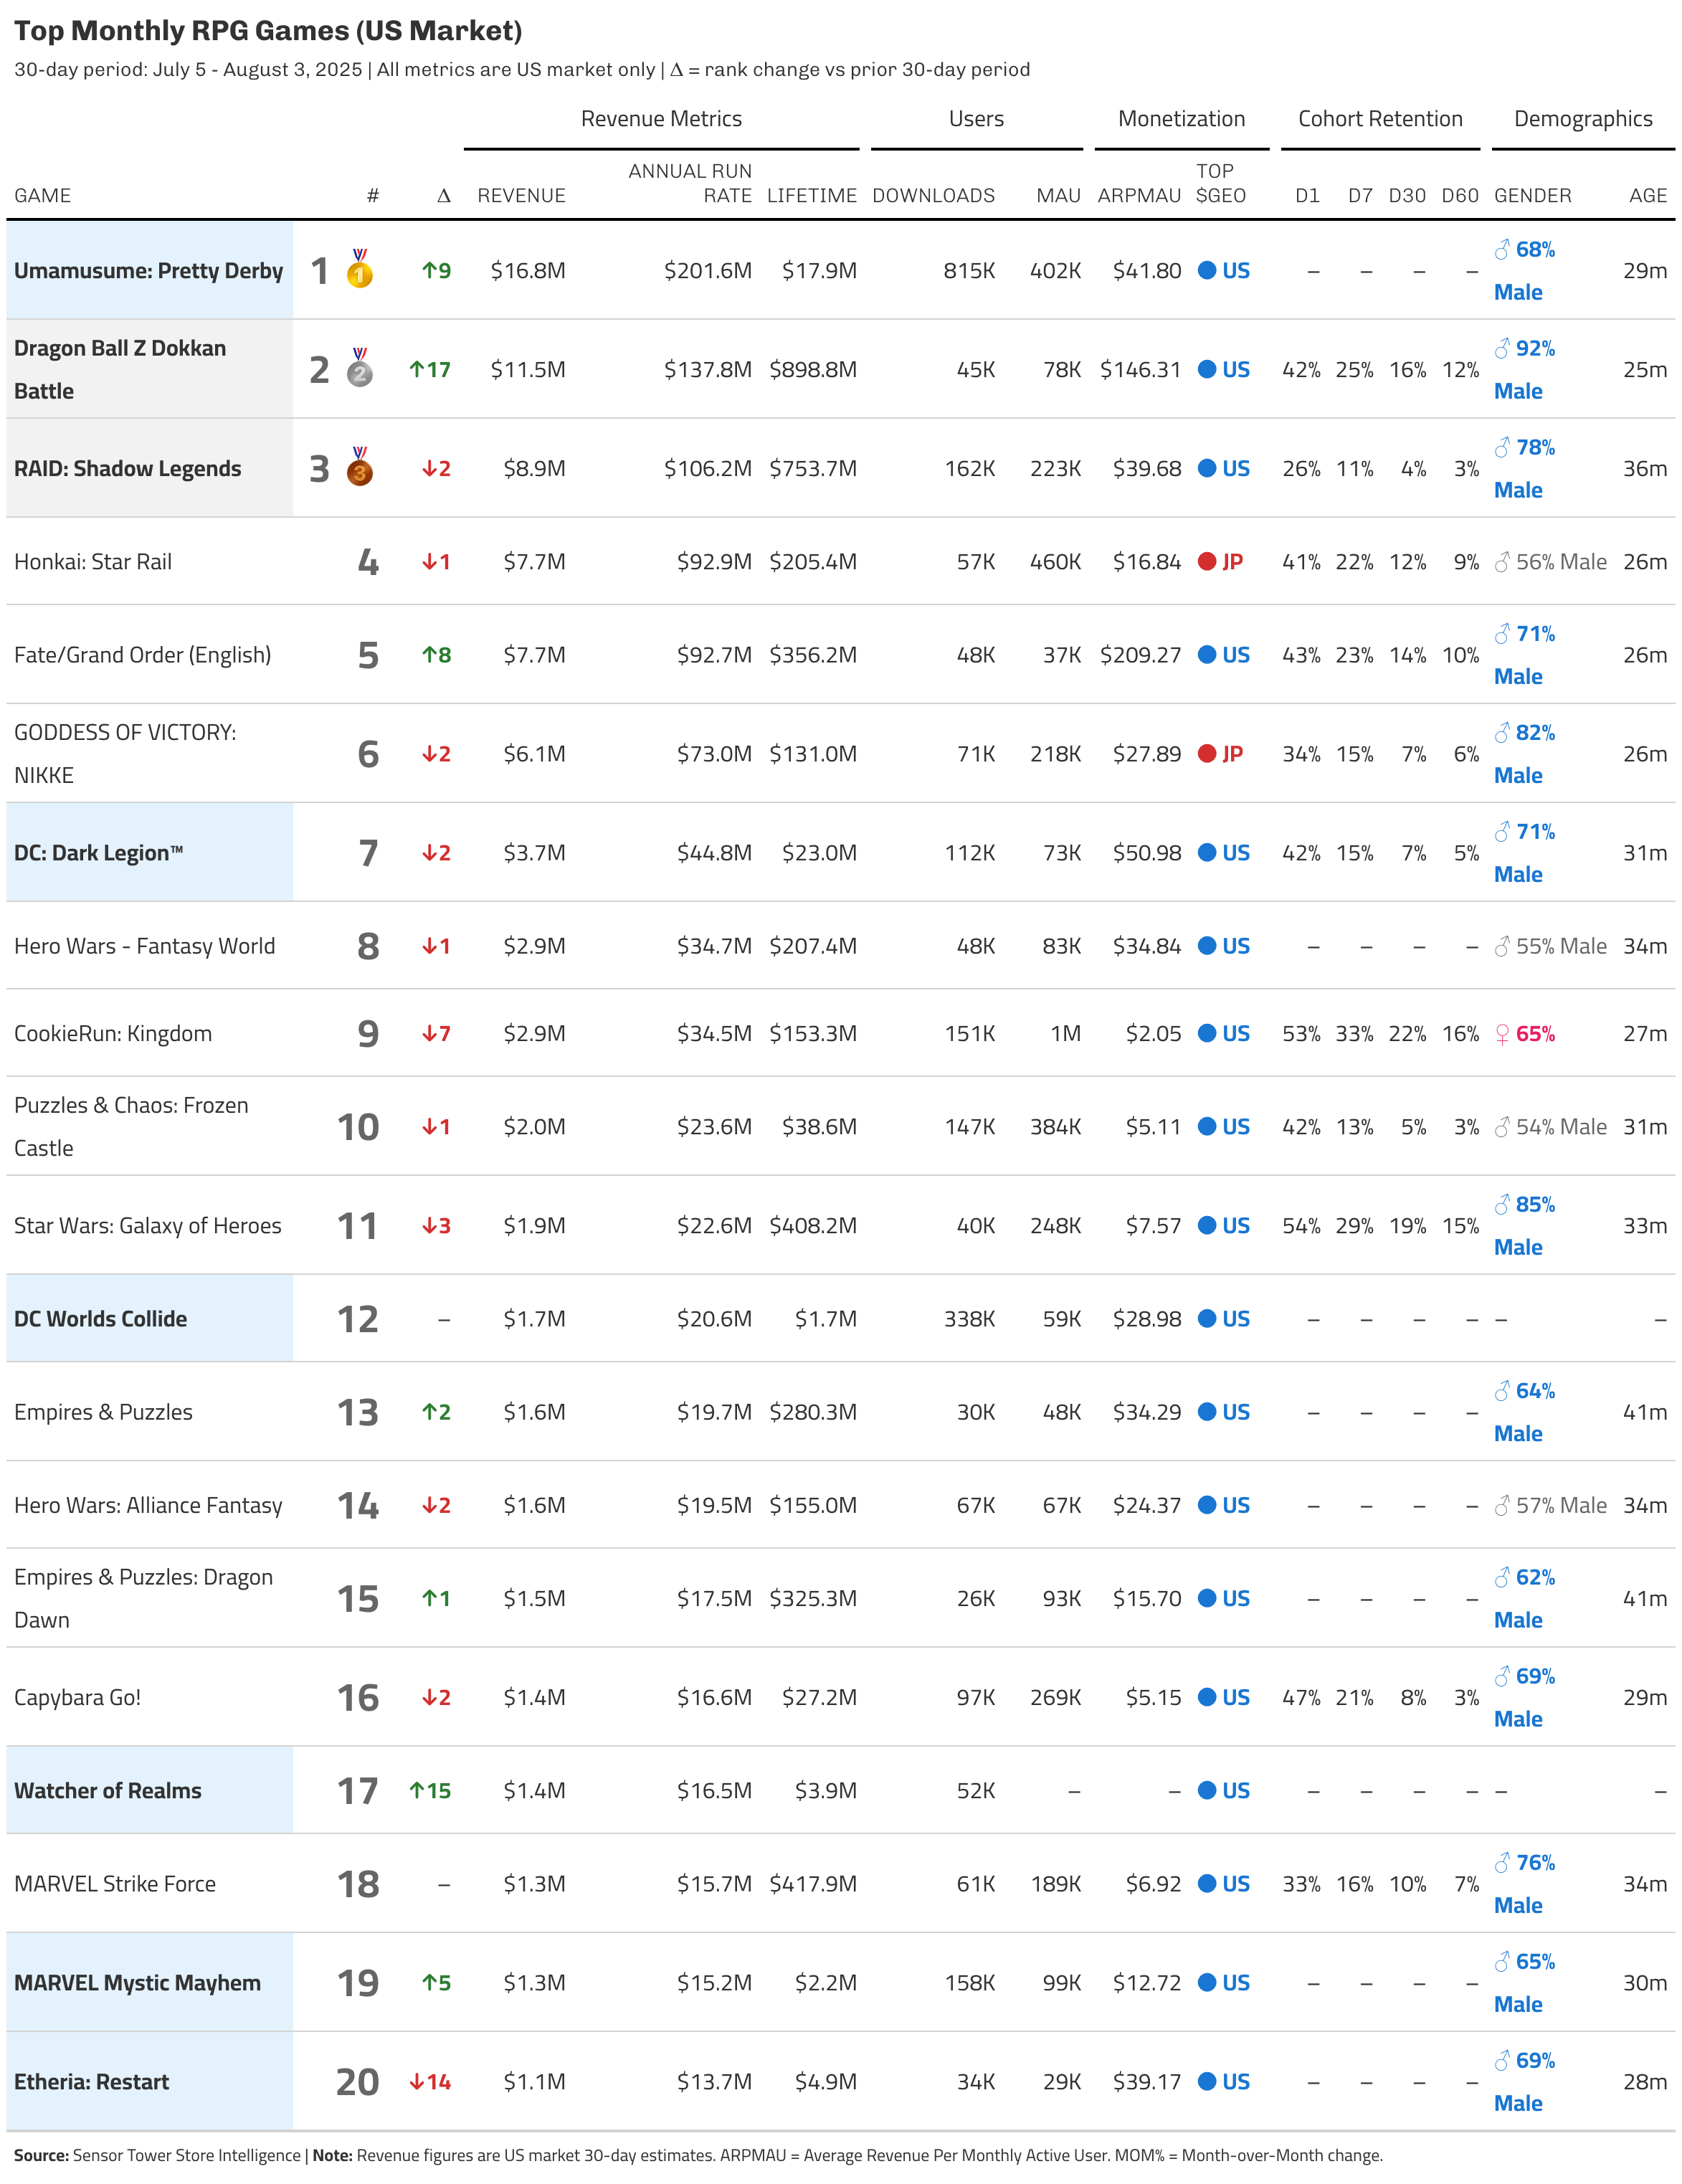 Top Monthly RPG Games (US Market)
30-day period: July 5 - August 3, 2025 | All metrics are US market only | Δ = rank change vs prior 30-day period
Revenue Metrics Users Monetization Cohort Retention Demographics
GAME # Δ REVENUE ANNUAL RUN RATE LIFETIME DOWNLOADS MAU ARPMAU TOP $GEO D1 D7 D30 D60 GENDER AGE
Umamusume: Pretty Derby 1 🥇 ↑9 $16.8M $201.6M $17.9M 815K 402K $41.80 US – – – – ♂ 68% Male 29m
Dragon Ball Z Dokkan Battle 2 🥈 ↑17 $11.5M $137.8M $898.8M 45K 78K $146.31 US 42% 25% 16% 12% ♂ 92% Male 25m
RAID: Shadow Legends 3 🥉 ↓2 $8.9M $106.2M $753.7M 162K 223K $39.68 US 26% 11% 4% 3% ♂ 78% Male 36m
Honkai: Star Rail 4 ↓1 $7.7M $92.9M $205.4M 57K 460K $16.84 JP 41% 22% 12% 9% ♂ 56% Male 26m
Fate/Grand Order (English) 5 ↑8 $7.7M $92.7M $356.2M 48K 37K $209.27 US 43% 23% 14% 10% ♂ 71% Male 26m
GODDESS OF VICTORY: NIKKE 6 ↓2 $6.1M $73.0M $131.0M 71K 218K $27.89 JP 34% 15% 7% 6% ♂ 82% Male 26m
DC: Dark Legion™ 7 ↓2 $3.7M $44.8M $23.0M 112K 73K $50.98 US 42% 15% 7% 5% ♂ 71% Male 31m
Hero Wars - Fantasy World 8 ↓1 $2.9M $34.7M $207.4M 48K 83K $34.84 US – – – – ♂ 55% Male 34m
CookieRun: Kingdom 9 ↓7 $2.9M $34.5M $153.3M 151K 1M $2.05 US 53% 33% 22% 16% ♀ 65% 27m
Puzzles & Chaos: Frozen Castle 10 ↓1 $2.0M $23.6M $38.6M 147K 384K $5.11 US 42% 13% 5% 3% ♂ 54% Male 31m
Star Wars: Galaxy of Heroes 11 ↓3 $1.9M $22.6M $408.2M 40K 248K $7.57 US 54% 29% 19% 15% ♂ 85% Male 33m
DC Worlds Collide 12 – $1.7M $20.6M $1.7M 338K 59K $28.98 US – – – – – –
Empires & Puzzles 13 ↑2 $1.6M $19.7M $280.3M 30K 48K $34.29 US – – – – ♂ 64% Male 41m
Hero Wars: Alliance Fantasy 14 ↓2 $1.6M $19.5M $155.0M 67K 67K $24.37 US – – – – ♂ 57% Male 34m
Empires & Puzzles: Dragon Dawn 15 ↑1 $1.5M $17.5M $325.3M 26K 93K $15.70 US – – – – ♂ 62% Male 41m
Capybara Go! 16 ↓2 $1.4M $16.6M $27.2M 97K 269K $5.15 US 47% 21% 8% 3% ♂ 69% Male 29m
Watcher of Realms 17 ↑15 $1.4M $16.5M $3.9M 52K – – US – – – – – –
MARVEL Strike Force 18 – $1.3M $15.7M $417.9M 61K 189K $6.92 US 33% 16% 10% 7% ♂ 76% Male 34m
MARVEL Mystic Mayhem 19 ↑5 $1.3M $15.2M $2.2M 158K 99K $12.72 US – – – – ♂ 65% Male 30m
Etheria: Restart 20 ↓14 $1.1M $13.7M $4.9M 34K 29K $39.17 US – – – – ♂ 69% Male 28m
Source: Sensor Tower Store Intelligence | Note: Revenue figures are US market 30-day estimates. ARPMAU = Average Revenue Per Monthly Active User. MOM% = Month-over-Month change.